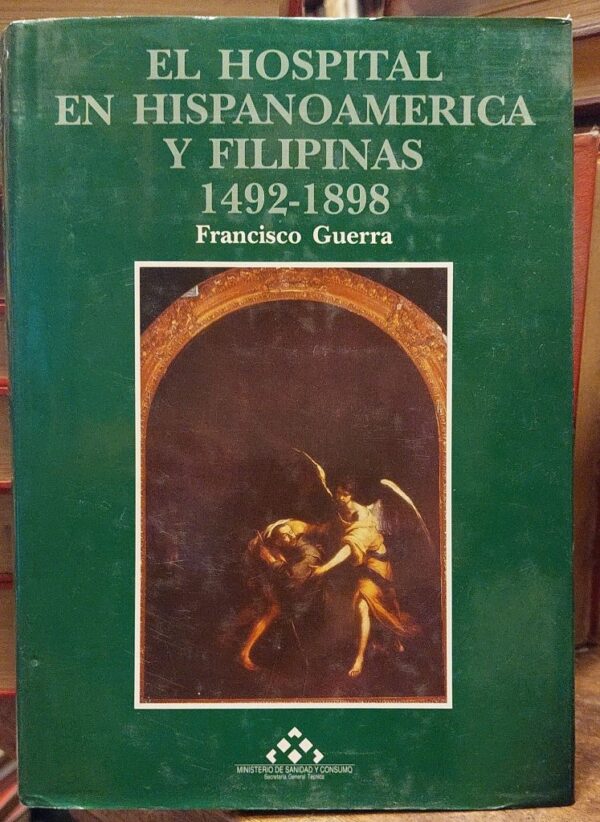 EL HOSPITAL
EN HISPANOAMERICA
Y FILIPINAS
1492-1898
Francisco Guerra
MINISTERIO DE SANIDAD Y CONSUMO
Secretaría General Técnica